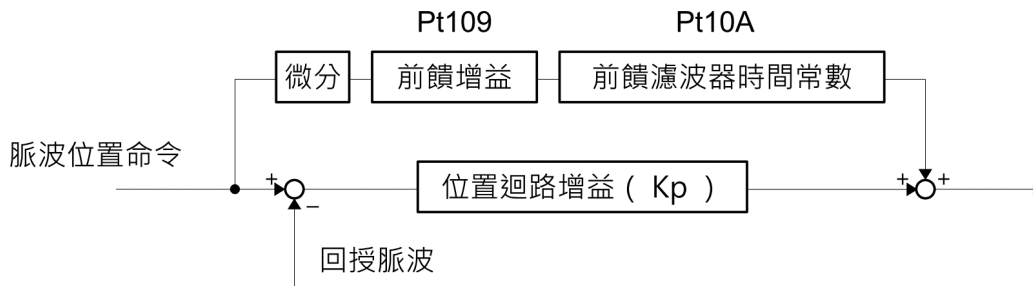 Pt109
Pt10A
微分
前饋增益
前饋濾波器時間常數
脈波位置命令
+
−
位置迴路增益（ Kp ）
+
+
回授脈波